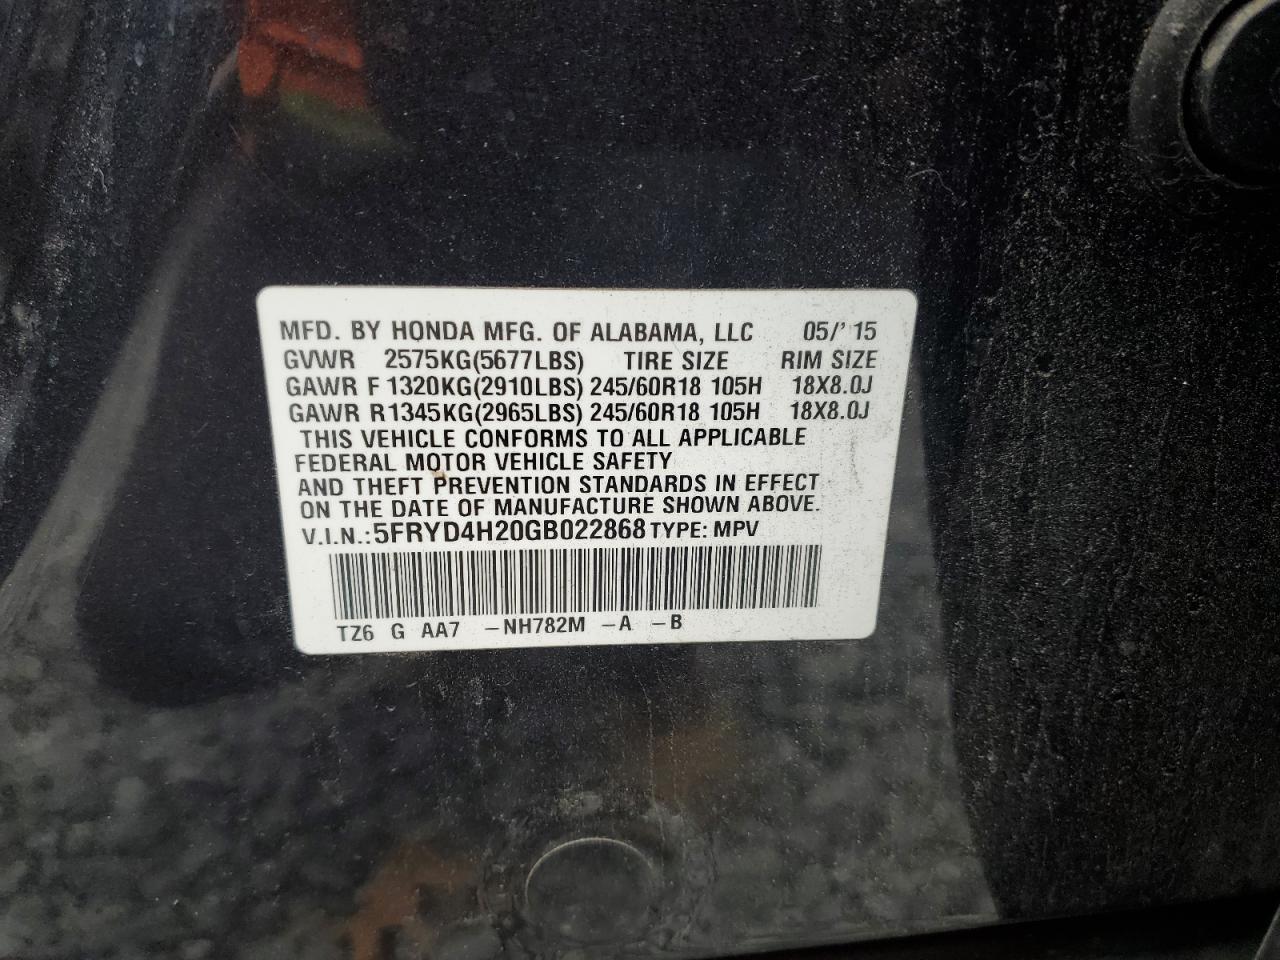 MFD. BY HONDA MFG. OF ALABAMA, LLC 05/'15
GVWR 2575KG(5677LBS) TIRE SIZE RIM SIZE
GAWR F 1320KG(2910LBS) 245/60R18 105H 18X8.0J
GAWR R 1345KG(2965LBS) 245/60R18 105H 18X8.0J
THIS VEHICLE CONFORMS TO ALL APPLICABLE
FEDERAL MOTOR VEHICLE SAFETY
AND THEFT PREVENTION STANDARDS IN EFFECT
ON THE DATE OF MANUFACTURE SHOWN ABOVE.
V.I.N.: 5FRYD4H20GB022868 TYPE: MPV
TZ6 G AA7 -NH782M -A -B